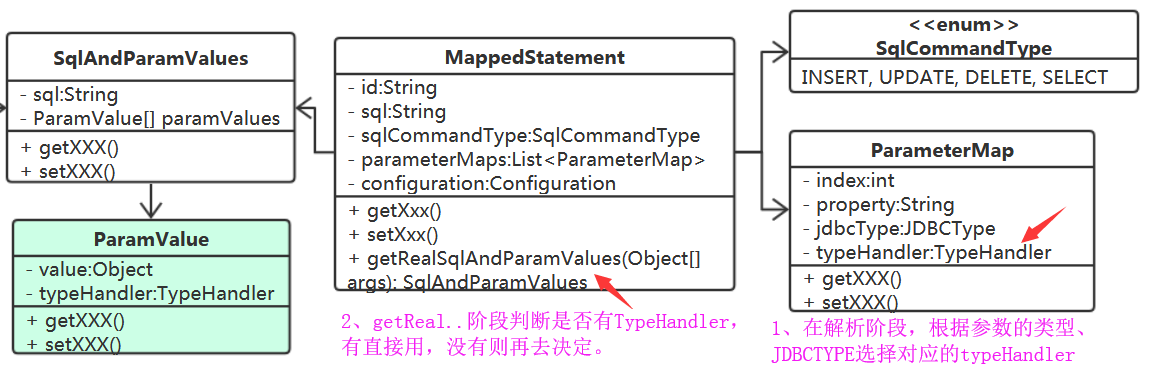 SqlAndParamValues
- sql:String
- ParamValue[] paramValues
+ getXXX()
+ setXXX()
ParamValue
- value:Object
- typeHandler:TypeHandler
+ getXXX()
+ setXXX()
MappedStatement
- id:String
- sql:String
- sqlCommandType:SqlCommandType
- parameterMaps:List<ParameterMap>
- configuration:Configuration
+ getXxx()
+ setXxx()
+ getRealSqlAndParamValues(Object[]
args): SqlAndParamValues
2、getReal..阶段判断是否有TypeHandler,
有直接用，没有则再去决定。
<<enum>>
SqlCommandType
INSERT, UPDATE, DELETE, SELECT
ParameterMap
- index:int
- property:String
- jdbcType:JDBCType
- typeHandler:TypeHandler
+ getXXX()
+ setXXX()
1、在解析阶段，根据参数的类型、
JDBCTYPE选择对应的typeHandler